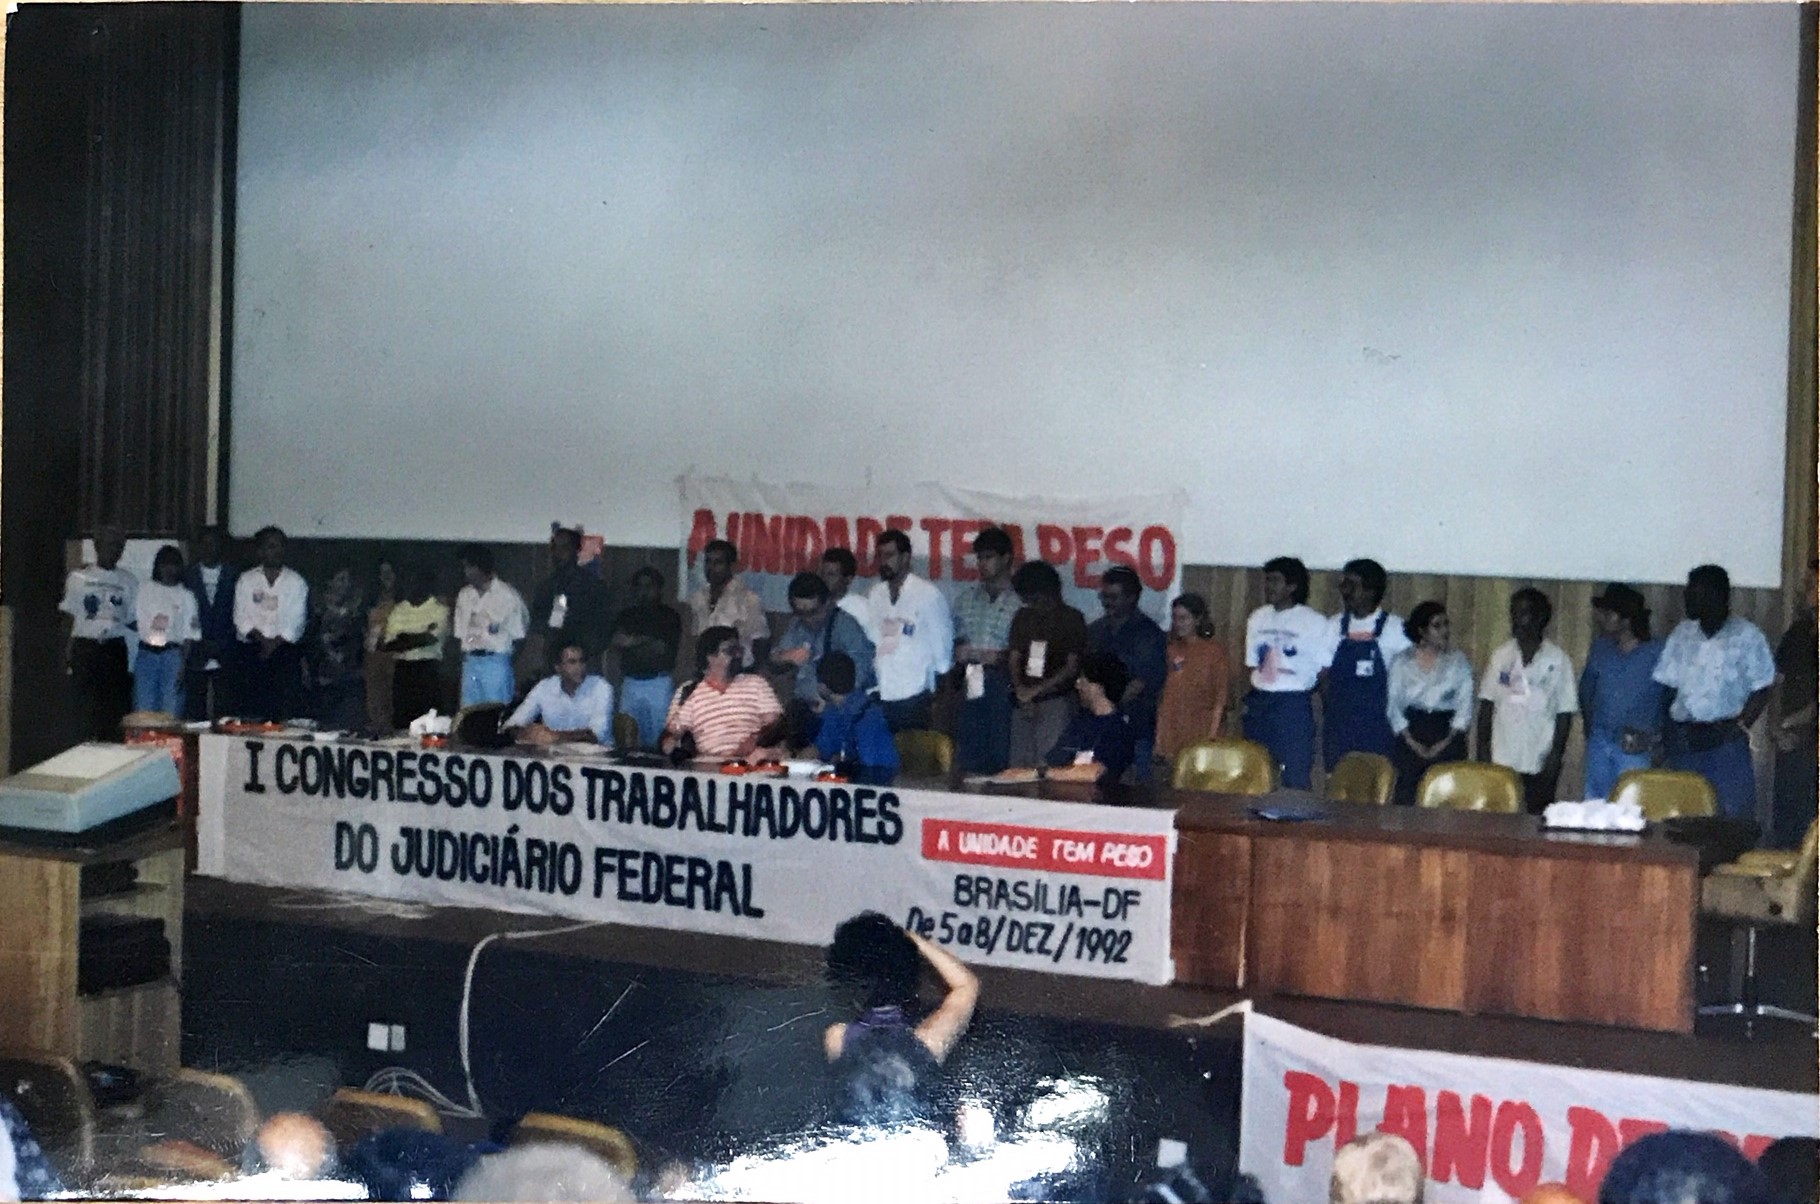 A UNIDADE TEM PESO
I CONGRESSO DOS TRABALHADORES
DO JUDICIÁRIO FEDERAL
A UNIDADE TEM PESO
BRASÍLIA-DF
De 5 a 8/DEZ/1992
PLANO